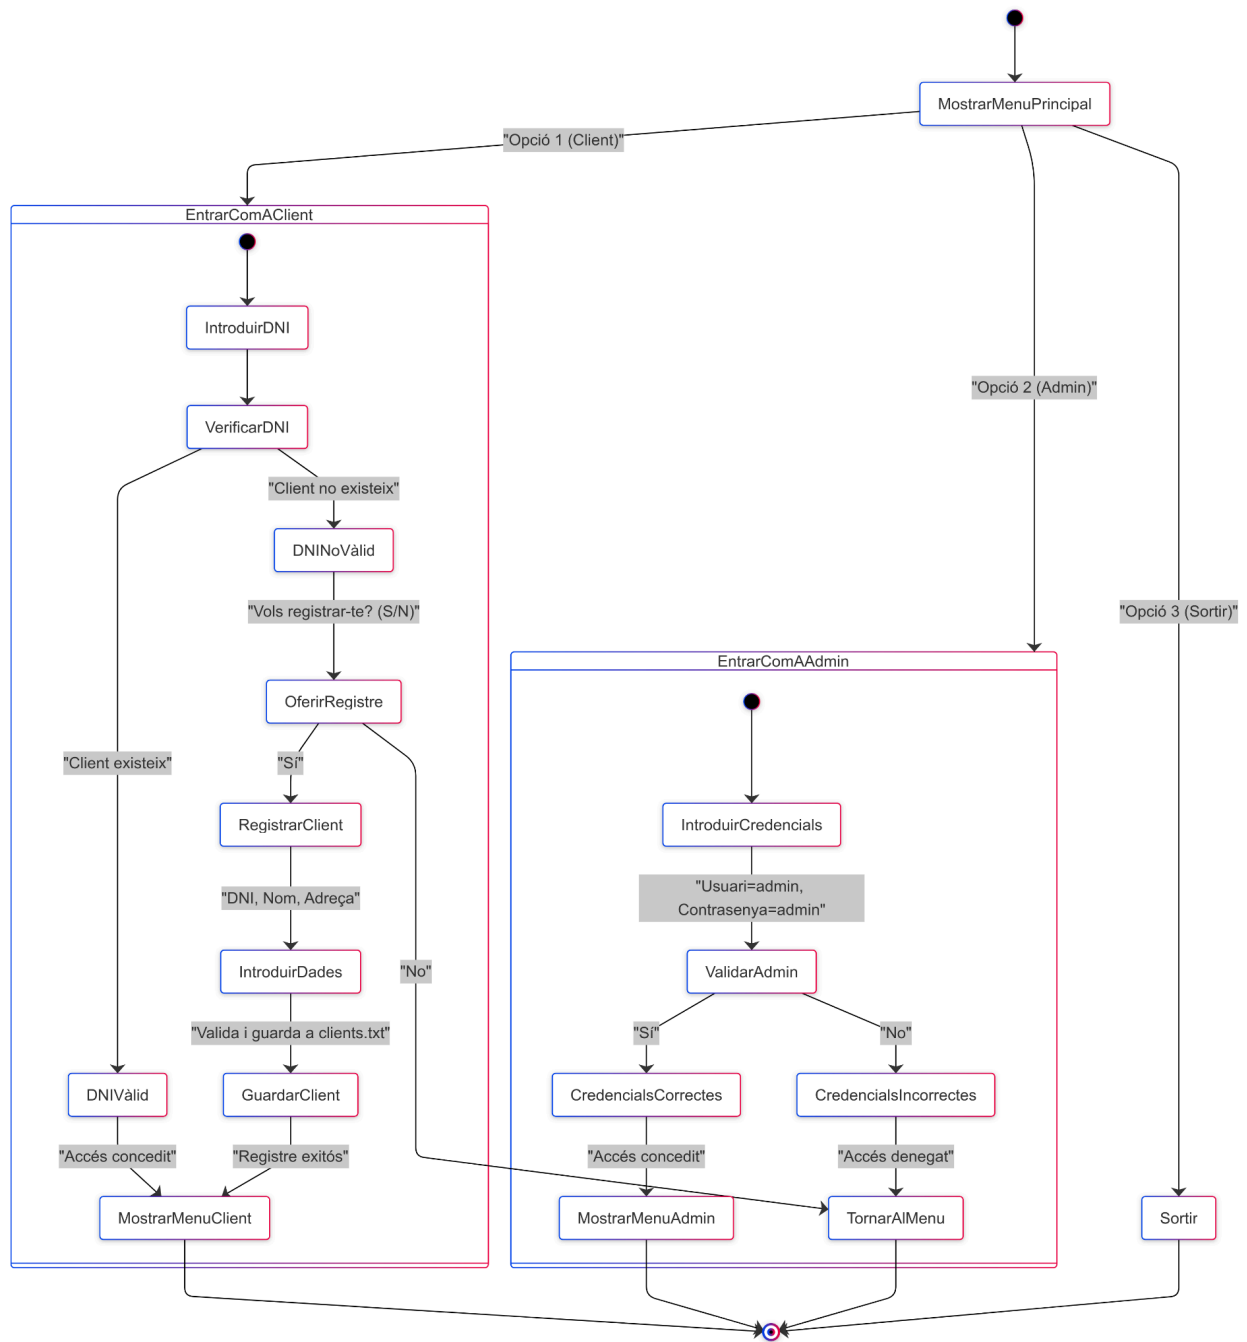 MostrarMenuPrincipal
"Opció 1 (Client)"
EntrarComAClient
IntroduirDNI
"Opció 2 (Admin)"
VerificarDNI
"Client no existeix"
DNINoVàlid
"Vols registrar-te? (S/N)"
"Opció 3 (Sortir)"
EntrarComAAdmin
OferirRegistre
"Client existeix"
"Sí"
RegistrarClient
IntroduirCredencials
"DNI, Nom, Adreça"
"Usuari=admin,
Contrasenya=admin"
IntroduirDades
"No"
ValidarAdmin
"Valida i guarda a clients.txt"
"Sí"
"No"
DNIVàlid
GuardarClient
CredencialsCorrectes
CredencialsIncorrectes
"Accés concedit"
"Registre exitós"
"Accés concedit"
"Accés denegat"
MostrarMenuClient
MostrarMenuAdmin
TornarAlMenu
Sortir